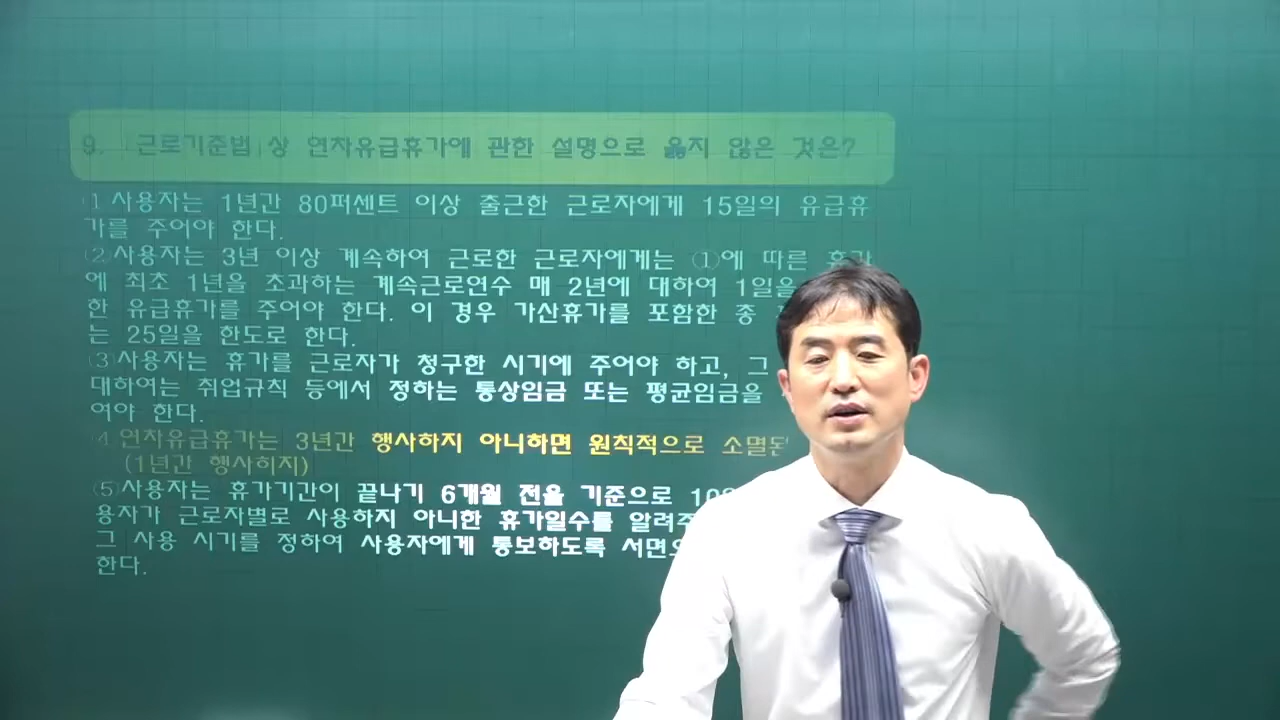 9. 근로기준법 상 연차유급휴가에 관한 설명으로 옳지 않은 것은?
(1 사용자는 1년간 80퍼센트 이상 출근한 근로자에게 15일의 유급휴
가를 주어야 한다.
(2 사용자는 3년 이상 계속하여 근로한 근로자에게는 ①에 따른 휴가
에 최초 1년을 초과하는 계속근로연수 매 2년에 대하여 1일을
한 유급휴가를 주어야 한다. 이 경우 가산휴가를 포함한 총
는 25일을 한도로 한다.
(3 사용자는 휴가를 근로자가 청구한 시기에 주어야 하고, 그
대하여는 취업규칙 등에서 정하는 통상임금 또는 평균임금을
여야 한다.
(4 연차유급휴가는 3년간 행사하지 아니하면 원칙적으로 소멸된
(1년간 행사하지)
(5)사용자는 휴가기간이 끝나기 6개월 전을 기준으로 10
용자가 근로자별로 사용하지 아니한 휴가일수를 알려주
그 사용 시기를 정하여 사용자에게 통보하도록 서면으
한다.